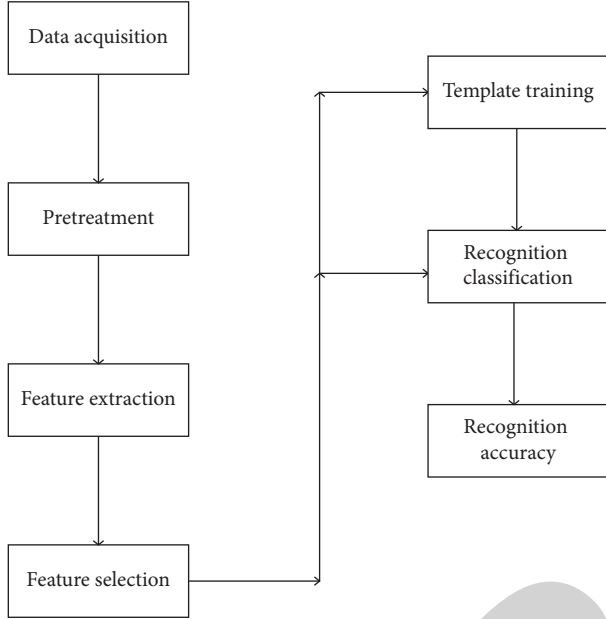 Data acquisition
Pretreatment
Feature extraction
Feature selection
Template training
Recognition
classification
Recognition
accuracy